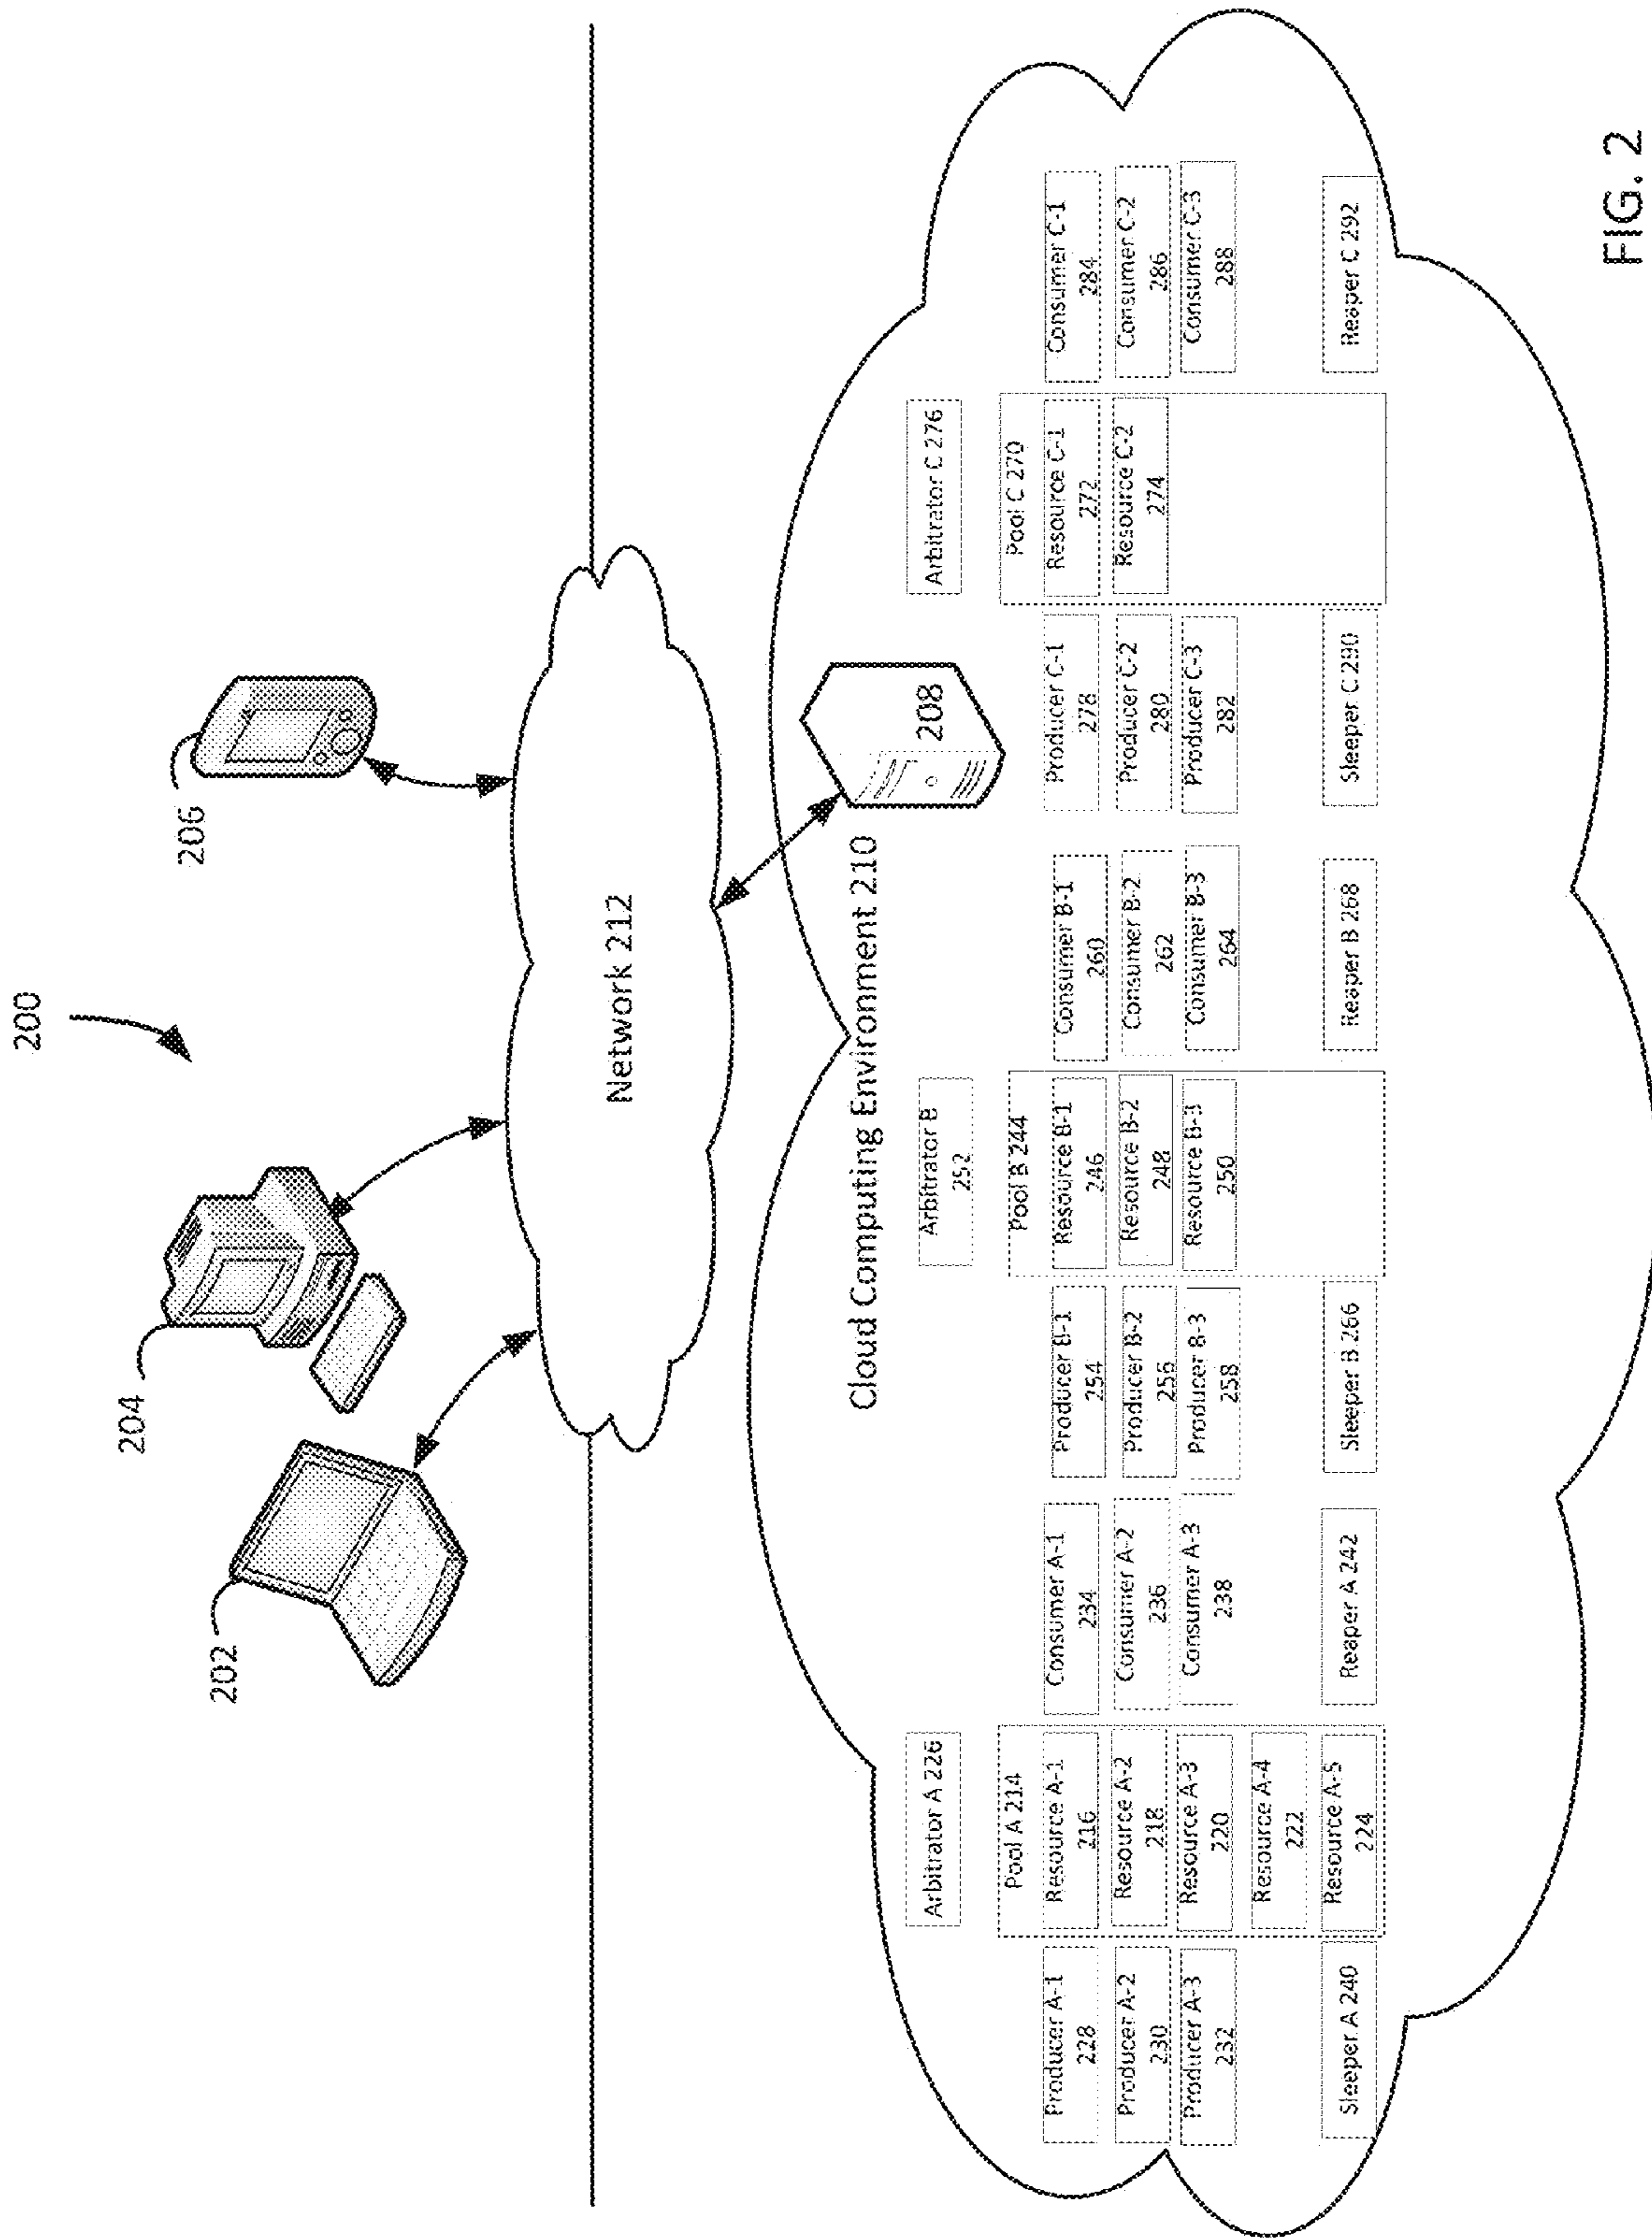 200
202
204
206
Network 212
208
Cloud Computing Environment 210
Arbitrator A 226
Pool A 214
Producer A-1
228
Producer A-2
230
Producer A-3
232
Resource A-1
216
Resource A-2
218
Resource A-3
220
Resource A-4
222
Resource A-5
224
Consumer A-1
234
Consumer A-2
236
Consumer A-3
238
Sleeper A 240
Reaper A 242
Arbitrator B
252
Pool B 244
Producer B-1
254
Producer B-2
256
Producer B-3
258
Resource B-1
246
Resource B-2
248
Resource B-3
250
Consumer B-1
260
Consumer B-2
262
Consumer B-3
264
Sleeper B 266
Reaper B 268
Arbitrator C 276
Pool C 270
Producer C-1
278
Producer C-2
280
Producer C-3
282
Resource C-1
272
Resource C-2
274
Consumer C-1
284
Consumer C-2
286
Consumer C-3
288
Sleeper C 290
Reaper C 292
FIG. 2